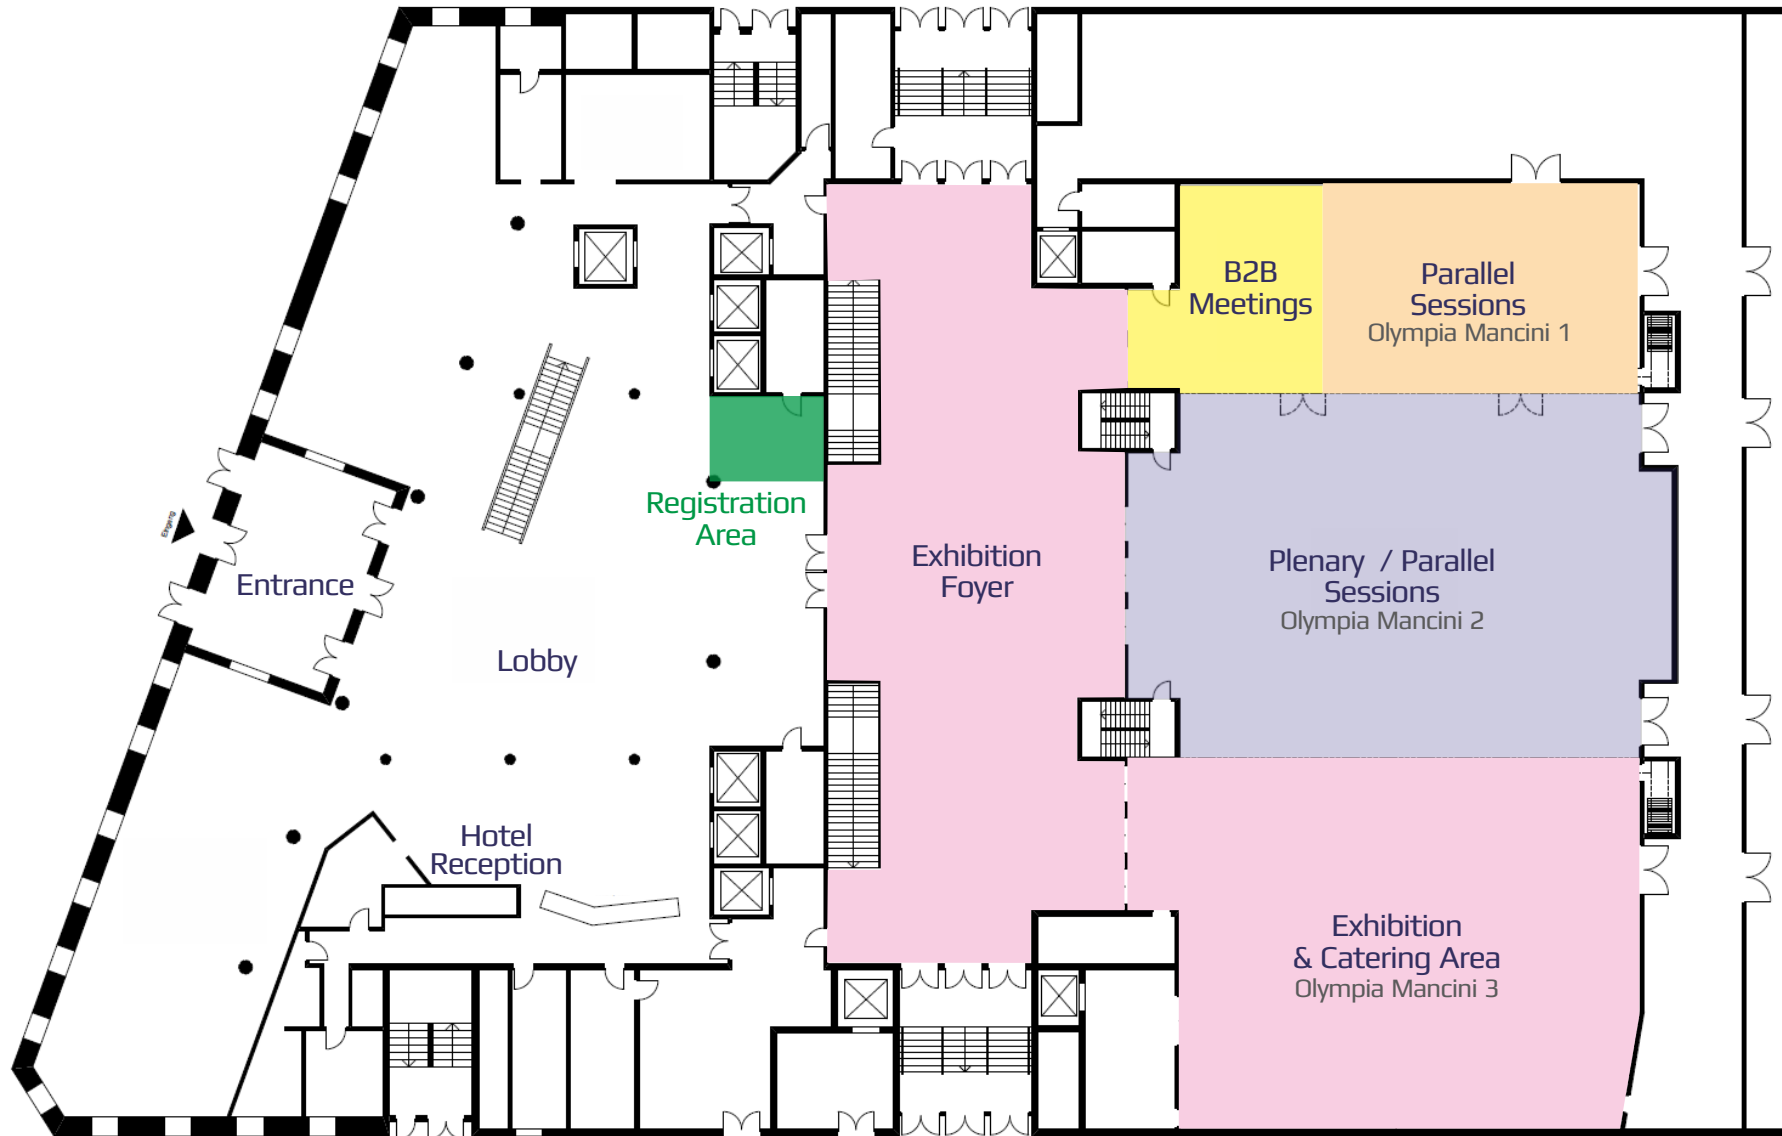 B2B
Meetings
Parallel
Sessions
Olympia Mancini 1
Registration
Area
Eingang
Entrance
Exhibition
Foyer
Plenary / Parallel
Sessions
Olympia Mancini 2
Lobby
Hotel
Reception
Exhibition
& Catering Area
Olympia Mancini 3